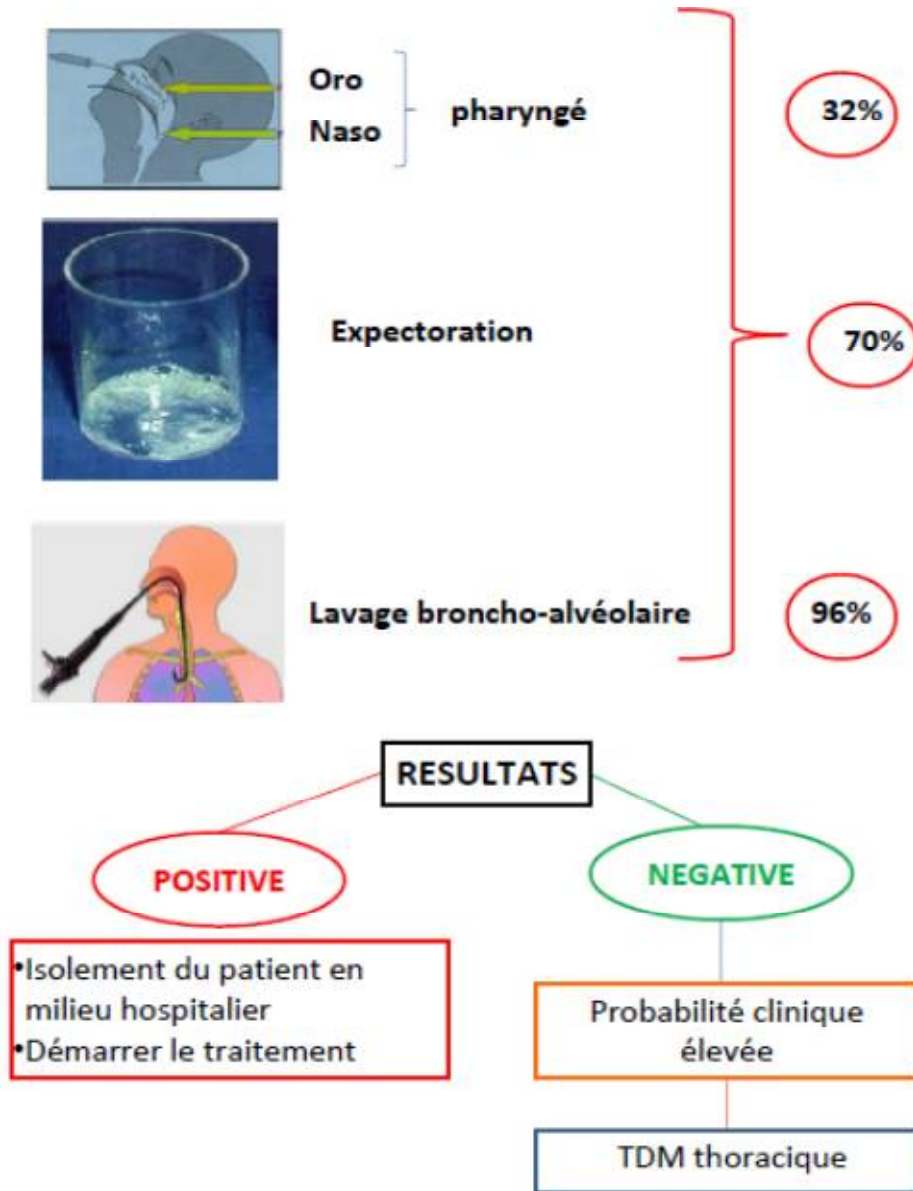 Oro
Naso
pharyngé
32%
Expectoration
70%
Lavage broncho-alvéolaire
96%
RESULTATS
POSITIVE
NEGATIVE
•Isolement du patient en
milieu hospitalier
•Démarrer le traitement
Probabilité clinique
élevée
TDM thoracique